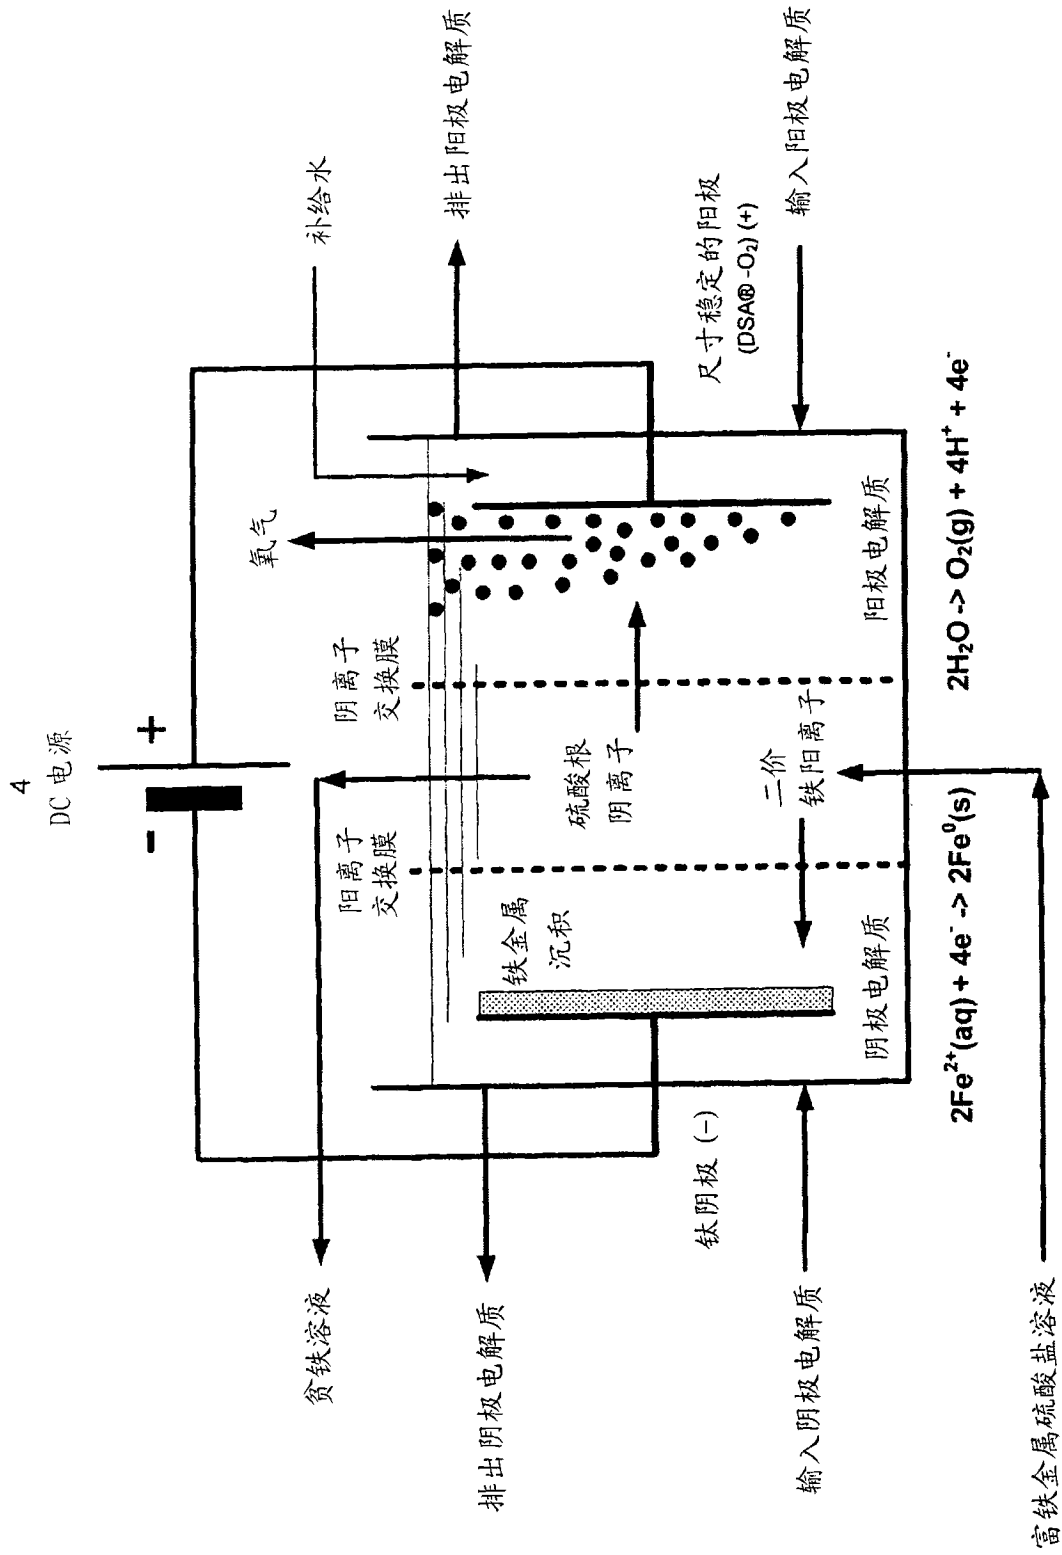 4
DC 电源
-
+
补给水
氧气
阴离子
交换膜
阳离子
交换膜
贫铁溶液
排出阳极电解质
排出阴极电解质
硫酸根
阴离子
铁金属
沉积
尺寸稳定的阳极
(DSA®-O₂) (+)
钛阴极 (−)
二价
铁阳离子
输入阳极电解质
输入阴极电解质
阳极电解质
阴极电解质
2H₂O -> O₂(g) + 4H⁺ + 4e⁻
2Fe²⁺(aq) + 4e⁻ -> 2Fe⁰(s)
富铁金属硫酸盐溶液